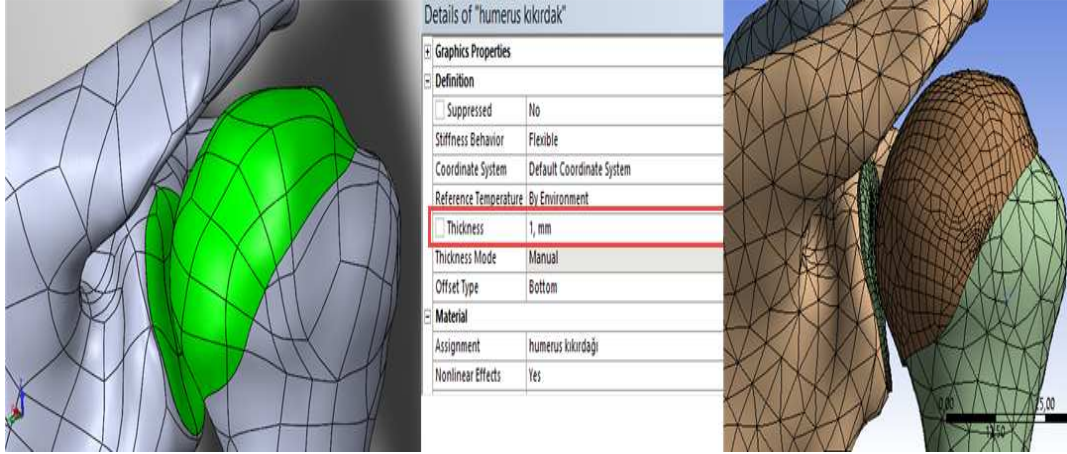 Details of "humerus kıkırdak"
Graphics Properties
Definition
Suppressed No
Stiffness Behavior Flexible
Coordinate System Default Coordinate System
Reference Temperature By Environment
Thickness 1, mm
Thickness Mode Manual
Offset Type Bottom
Material
Assignment humerus kıkırdağı
Nonlinear Effects Yes
0,00 25,00
12,50